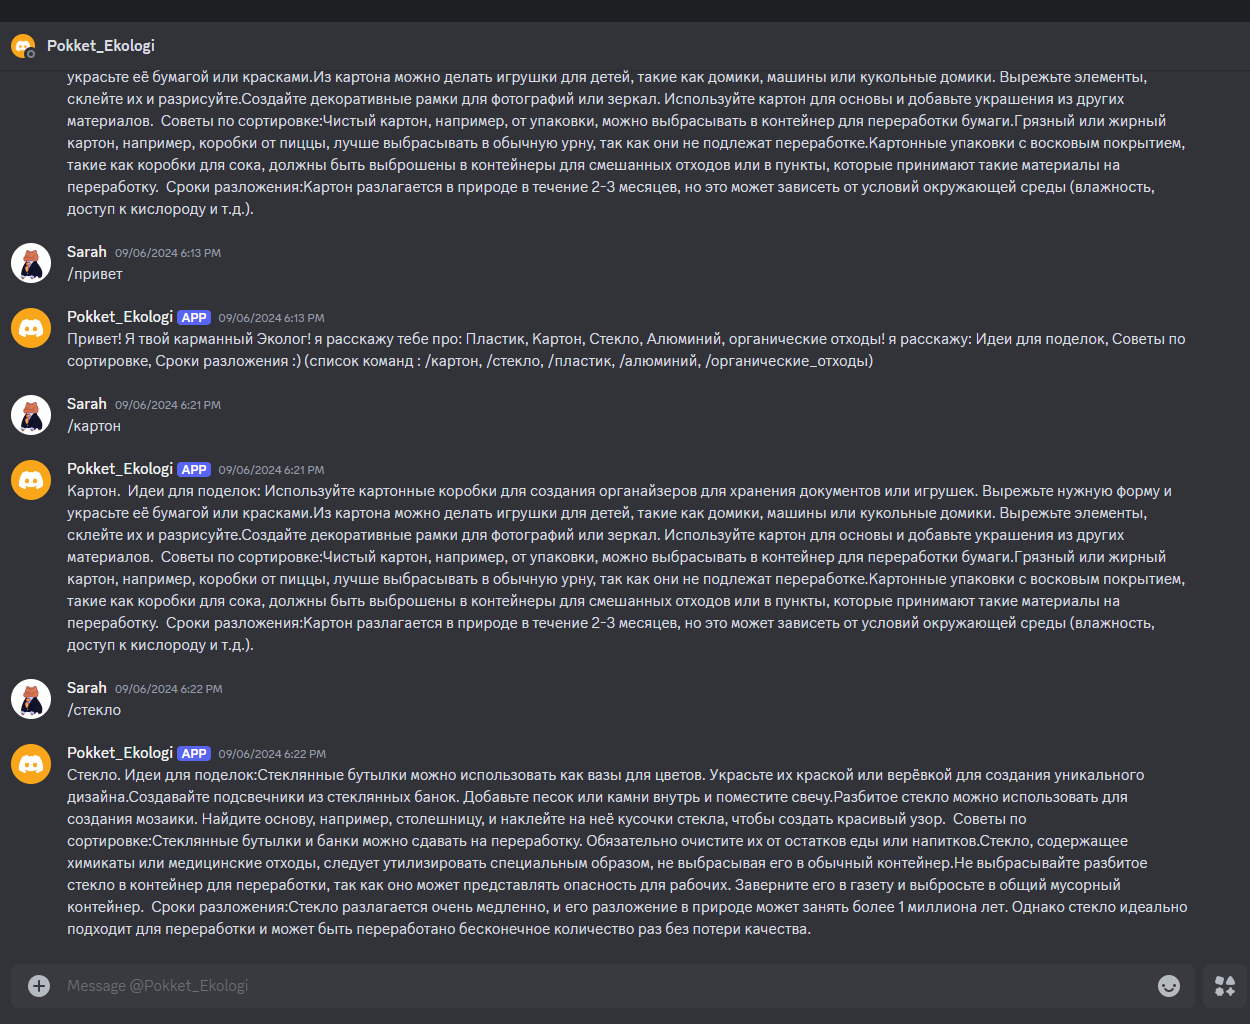 Pokket_Ekologi
украсьте её бумагой или красками.Из картона можно делать игрушки для детей, такие как домики, машины или кукольные домики. Вырежьте элементы,
склейте их и разрисуйте.Создайте декоративные рамки для фотографий или зеркал. Используйте картон для основы и добавьте украшения из других
материалов.  Советы по сортировке:Чистый картон, например, от упаковки, можно выбрасывать в контейнер для переработки бумаги.Грязный или жирный
картон, например, коробки от пиццы, лучше выбрасывать в обычную урну, так как они не подлежат переработке.Картонные упаковки с восковым покрытием,
такие как коробки для сока, должны быть выброшены в контейнеры для смешанных отходов или в пункты, которые принимают такие материалы на
переработку.  Сроки разложения:Картон разлагается в природе в течение 2-3 месяцев, но это может зависеть от условий окружающей среды (влажность,
доступ к кислороду и т.д.).
Sarah 09/06/2024 6:13 PM
/привет
Pokket_Ekologi APP 09/06/2024 6:13 PM
Привет! Я твой карманный Эколог! я расскажу тебе про: Пластик, Картон, Стекло, Алюминий, органические отходы! я расскажу: Идеи для поделок, Советы по
сортировке, Сроки разложения :) (список команд : /картон, /стекло, /пластик, /алюминий, /органические_отходы)
Sarah 09/06/2024 6:21 PM
/картон
Pokket_Ekologi APP 09/06/2024 6:21 PM
Картон.  Идеи для поделок: Используйте картонные коробки для создания органайзеров для хранения документов или игрушек. Вырежьте нужную форму и
украсьте её бумагой или красками.Из картона можно делать игрушки для детей, такие как домики, машины или кукольные домики. Вырежьте элементы,
склейте их и разрисуйте.Создайте декоративные рамки для фотографий или зеркал. Используйте картон для основы и добавьте украшения из других
материалов.  Советы по сортировке:Чистый картон, например, от упаковки, можно выбрасывать в контейнер для переработки бумаги.Грязный или жирный
картон, например, коробки от пиццы, лучше выбрасывать в обычную урну, так как они не подлежат переработке.Картонные упаковки с восковым покрытием,
такие как коробки для сока, должны быть выброшены в контейнеры для смешанных отходов или в пункты, которые принимают такие материалы на
переработку.  Сроки разложения:Картон разлагается в природе в течение 2-3 месяцев, но это может зависеть от условий окружающей среды (влажность,
доступ к кислороду и т.д.).
Sarah 09/06/2024 6:22 PM
/стекло
Pokket_Ekologi APP 09/06/2024 6:22 PM
Стекло. Идеи для поделок:Стеклянные бутылки можно использовать как вазы для цветов. Украсьте их краской или верёвкой для создания уникального
дизайна.Создавайте подсвечники из стеклянных банок. Добавьте песок или камни внутрь и поместите свечу.Разбитое стекло можно использовать для
создания мозаики. Найдите основу, например, столешницу, и наклейте на неё кусочки стекла, чтобы создать красивый узор.  Советы по
сортировке:Стеклянные бутылки и банки можно сдавать на переработку. Обязательно очистите их от остатков еды или напитков.Стекло, содержащее
химикаты или медицинские отходы, следует утилизировать специальным образом, не выбрасывая его в обычный контейнер.Не выбрасывайте разбитое
стекло в контейнер для переработки, так как оно может представлять опасность для рабочих. Заверните его в газету и выбросьте в общий мусорный
контейнер.  Сроки разложения:Стекло разлагается очень медленно, и его разложение в природе может занять более 1 миллиона лет. Однако стекло идеально
подходит для переработки и может быть переработано бесконечное количество раз без потери качества.
Message @Pokket_Ekologi